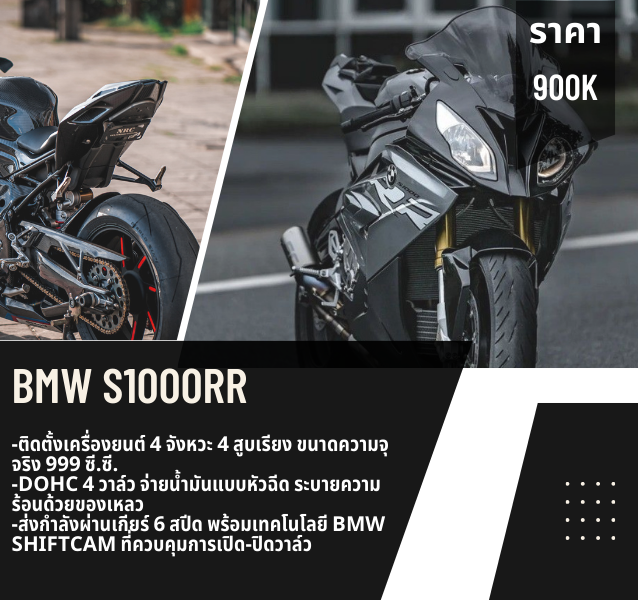 ราคา
900K
NRC
RR
BMW S1000RR
-ติดตั้งเครื่องยนต์ 4 จังหวะ 4 สูบเรียง ขนาดความจุ
จริง 999 ซี.ซี.
-DOHC 4 วาล์ว จ่ายน้ำมันแบบหัวฉีด ระบายความ
ร้อนด้วยของเหลว
-ส่งกำลังผ่านเกียร์ 6 สปีด พร้อมเทคโนโลยี BMW
SHIFTCAM ที่ควบคุมการเปิด-ปิดวาล์ว